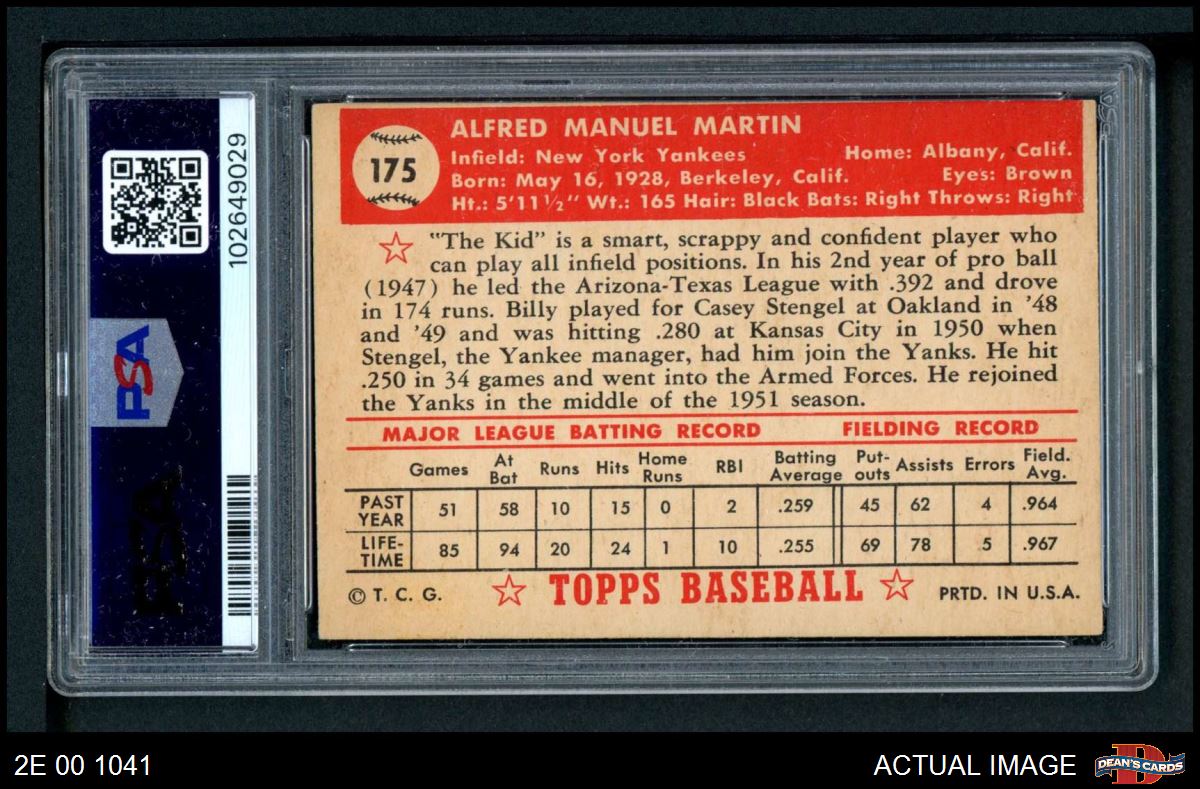 PSA
102649029
PSA
175
ALFRED MANUEL MARTIN
Infield: New York Yankees Home: Albany, Calif.
Born: May 16, 1928, Berkeley, Calif. Eyes: Brown
Ht.: 5'11½" Wt.: 165 Hair: Black Bats: Right Throws: Right
"The Kid" is a smart, scrappy and confident player who
can play all infield positions. In his 2nd year of pro ball
(1947) he led the Arizona-Texas League with .392 and drove
in 174 runs. Billy played for Casey Stengel at Oakland in '48
and '49 and was hitting .280 at Kansas City in 1950 when
Stengel, the Yankee manager, had him join the Yanks. He hit
.250 in 34 games and went into the Armed Forces. He rejoined
the Yanks in the middle of the 1951 season.
MAJOR LEAGUE BATTING RECORD FIELDING RECORD
Games At Bat Runs Hits Home Runs RBI Batting Average Put-outs Assists Errors Field. Avg.
PAST YEAR 51 58 10 15 0 2 .259 45 62 4 .964
LIFE-TIME 85 94 20 24 1 10 .255 69 78 5 .967
© T. C. G. TOPPS BASEBALL PRTD. IN U.S.A.
2E 00 1041 ACTUAL IMAGE DEAN'S CARDS